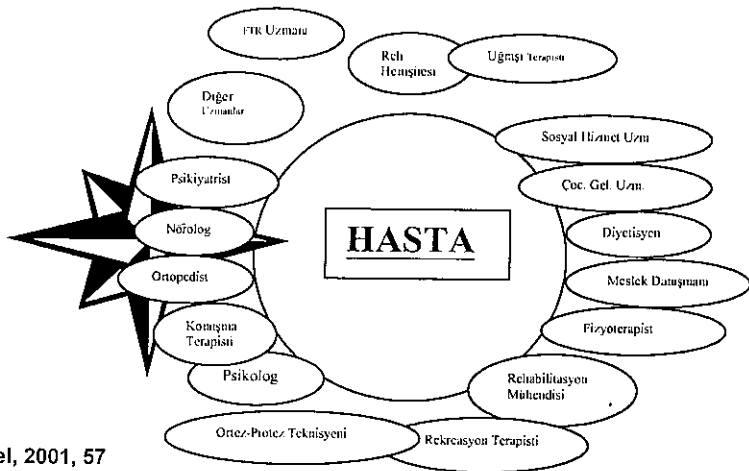 FTR Uzmanı
Reh
Hemşiresi
Uğraşı Terapisti
Diğer
Uzmanlar
Sosyal Hizmet Uzm
Psikiyatrist
Çoc. Gel. Uzm.
Nörolog
HASTA
Diyetisyen
Ortopedist
Meslek Danışmanı
Konuşma
Terapisti
Fizyoterapist
Psikolog
Rehabilitasyon
Mühendisi
Ortez-Protez Teknisyeni
Rekreasyon Terapisti
el, 2001, 57